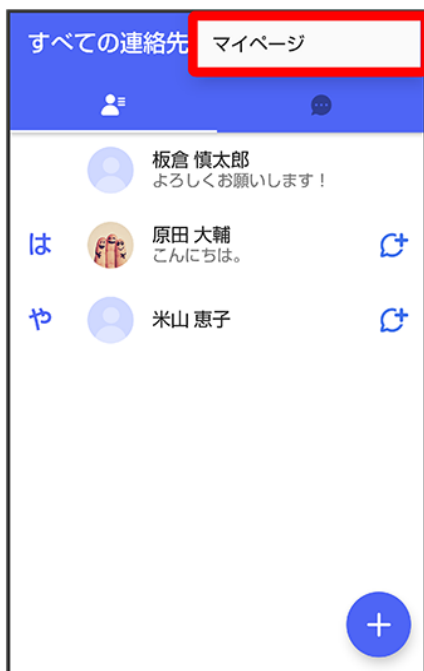 すべての連絡先
マイページ
板倉 慎太郎
よろしくお願いします！
は
原田 大輔
こんにちは。
や
米山 恵子